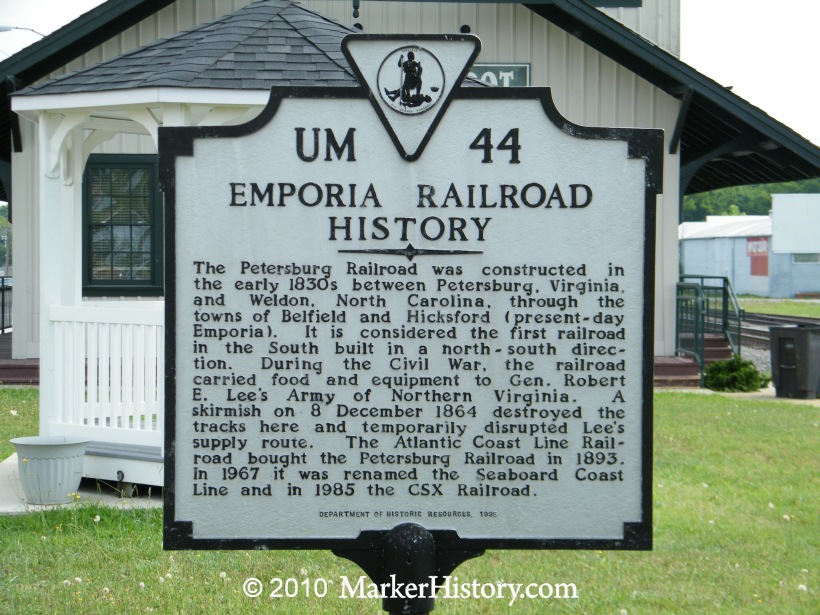 OT
UM 44
EMPORIA RAILROAD
HISTORY
The Petersburg Railroad was constructed in
the early 1830s between Petersburg, Virginia,
and Weldon, North Carolina, through the
towns of Belfield and Hicksford (present-day
Emporia). It is considered the first railroad
in the South built in a north-south direc-
tion. During the Civil War, the railroad
carried food and equipment to Gen. Robert
E. Lee's Army of Northern Virginia. A
skirmish on 8 December 1864 destroyed the
tracks here and temporarily disrupted Lee's
supply route. The Atlantic Coast Line Rail-
road bought the Petersburg Railroad in 1893.
In 1967 it was renamed the Seaboard Coast
Line and in 1985 the CSX Railroad.
DEPARTMENT OF HISTORIC RESOURCES,
© 2010 MarkerHistory.com